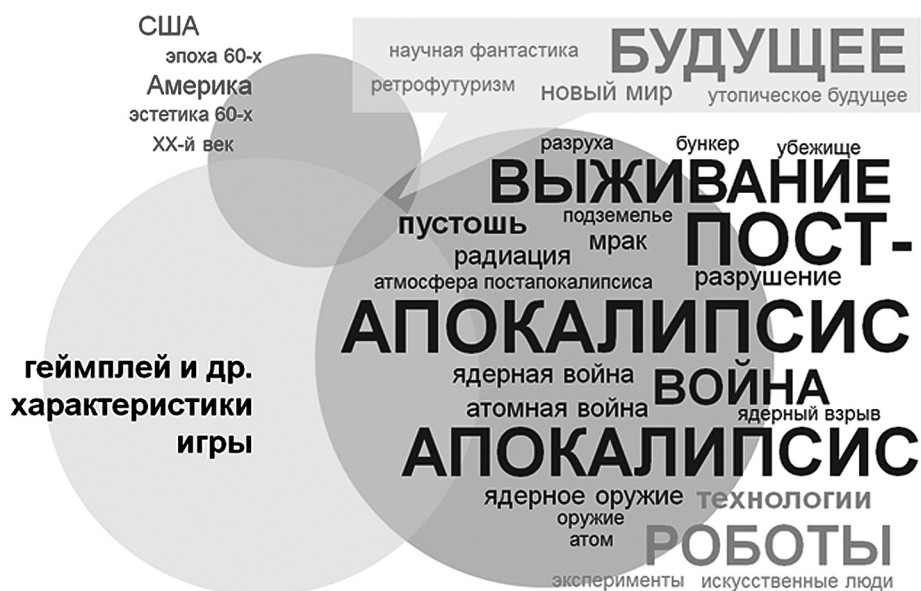 США
эпоха 60-х
Америка
эстетика 60-х
ХХ-й век
научная фантастика
БУДУЩЕЕ
ретрофутуризм
новый мир
утопическое будущее
разруха
бункер
убежище
ВЫЖИВАНИЕ
пустошь
подземелье
ПОСТ-
радиация
мрак
атмосфера постапокалипсиса
разрушение
АПОКАЛИПСИС
геймплей и др.
характеристики
игры
ядерная война
ВОЙНА
атомная война
ядерный взрыв
АПОКАЛИПСИС
ядерное оружие
технологии
оружие
атом
РОБОТЫ
эксперименты
искусственные люди